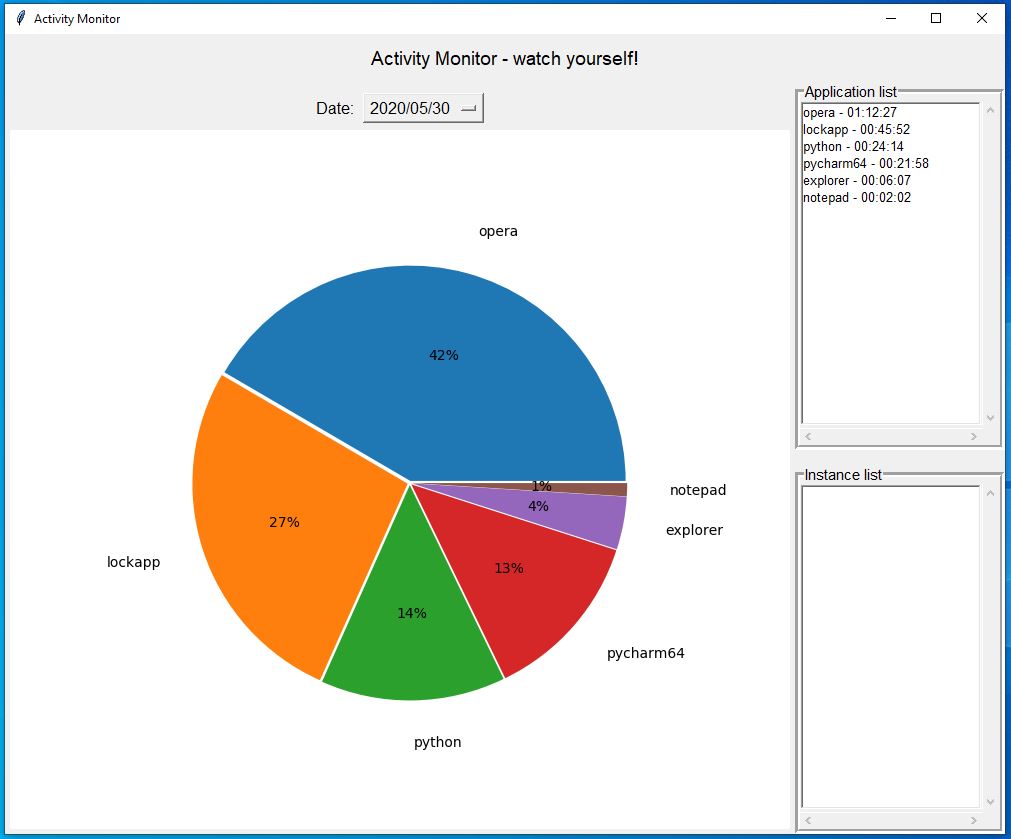 Activity Monitor
Activity Monitor - watch yourself!
Date: 2020/05/30
Application list
opera - 01:12:27
lockapp - 00:45:52
python - 00:24:14
pycharm64 - 00:21:58
explorer - 00:06:07
notepad - 00:02:02
opera
42%
1%
notepad
4%
explorer
27%
lockapp
13%
14%
pycharm64
python
Instance list